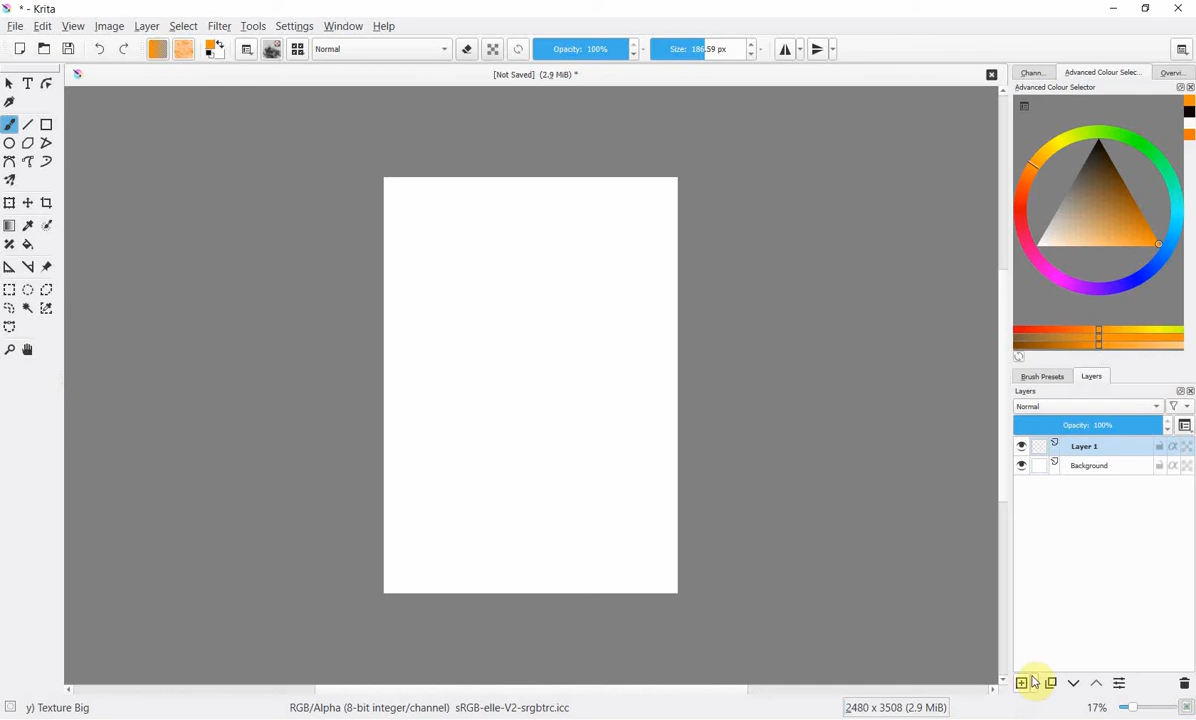 * - Krita
File Edit View Image Layer Select Filter Tools Settings Window Help
Normal Opacity: 100% Size: 186.59 px
[Not Saved] (2.9 MiB) *
Chann... Advanced Colour Selec... Overvi...
Advanced Colour Selector
Brush Presets Layers
Layers
Normal
Opacity: 100%
Layer 1
Background
y) Texture Big RGB/Alpha (8-bit integer/channel) sRGB-elle-V2-srgbtrc.icc 2480 x 3508 (2.9 MiB) 17%